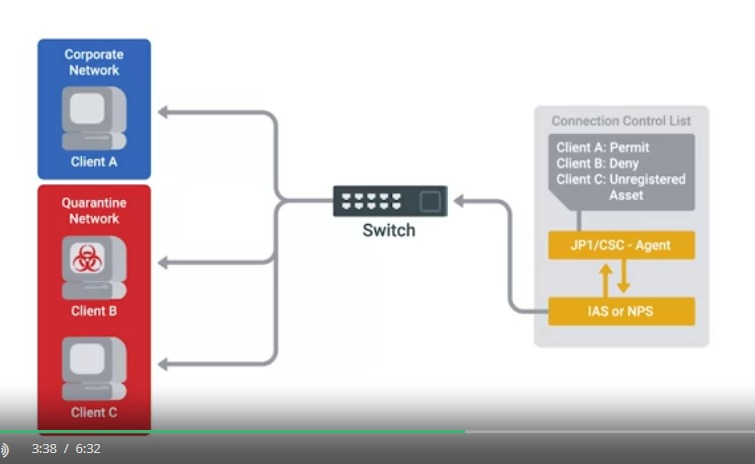 Corporate
Network
Client A
Quarantine
Network
Client B
Client C
Switch
Connection Control List
Client A: Permit
Client B: Deny
Client C: Unregistered
Asset
JP1/CSC - Agent
IAS or NPS
3:38 / 6:32